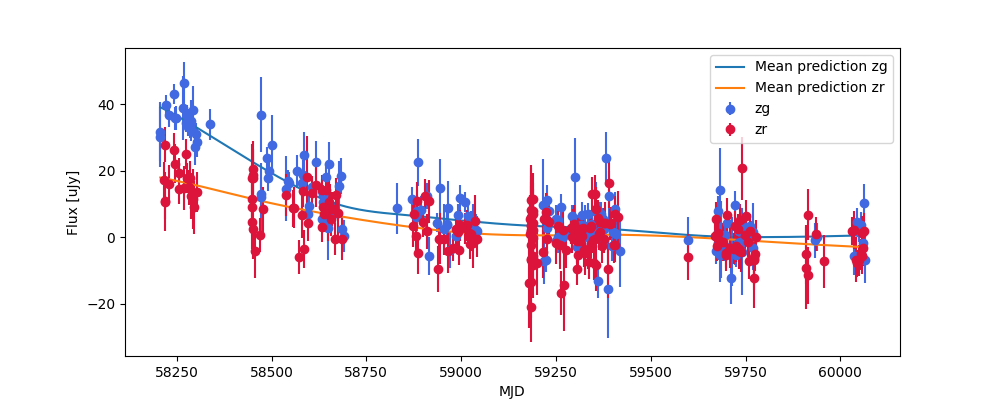 Mean prediction zg
Mean prediction zr
zg
zr
Flux [uJy]
40
20
0
−20
58250
58500
58750
59000
59250
59500
59750
60000
MJD